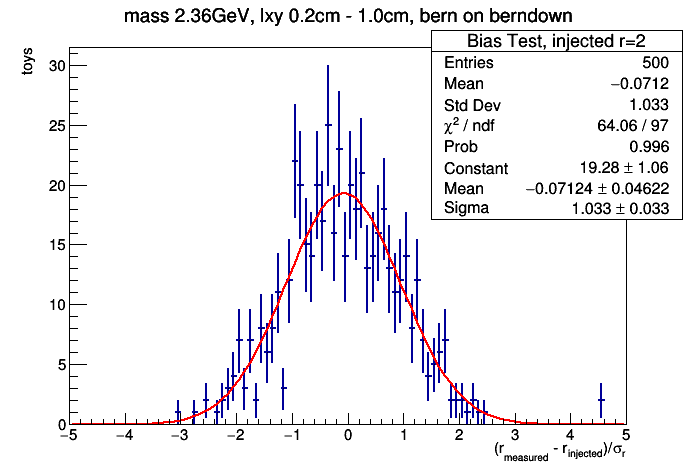 mass 2.36GeV, lxy 0.2cm - 1.0cm, bern on berndown
Bias Test, injected r=2
Entries 500
Mean −0.0712
Std Dev 1.033
χ² / ndf 64.06 / 97
Prob 0.996
Constant 19.28 ± 1.06
Mean −0.07124 ± 0.04622
Sigma 1.033 ± 0.033
toys
30
25
20
15
10
5
0
−5 −4 −3 −2 −1 0 1 2 3 4 5
(r_measured - r_injected)/σ_r